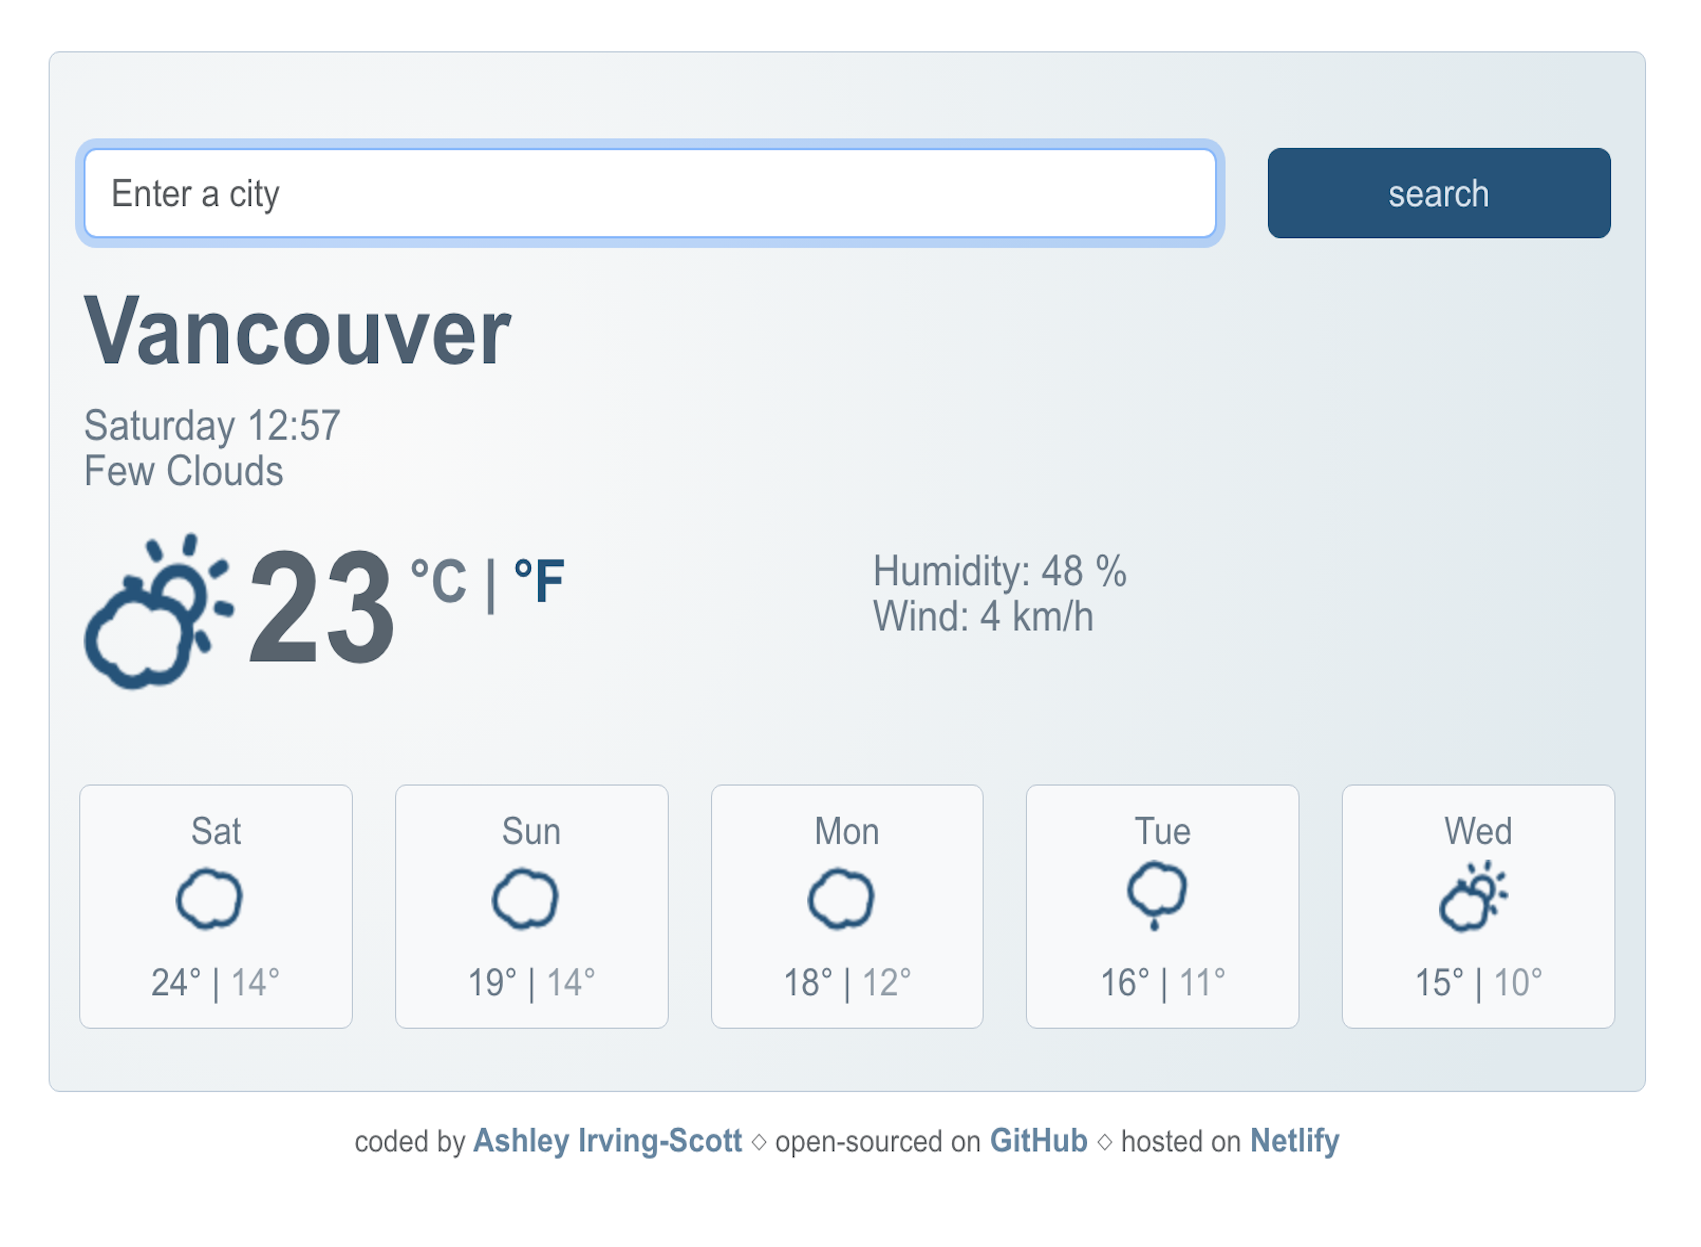 Enter a city
search
Vancouver
Saturday 12:57
Few Clouds
23 °C | °F
Humidity: 48 %
Wind: 4 km/h
Sat
24° | 14°
Sun
19° | 14°
Mon
18° | 12°
Tue
16° | 11°
Wed
15° | 10°
coded by Ashley Irving-Scott ◇ open-sourced on GitHub ◇ hosted on Netlify